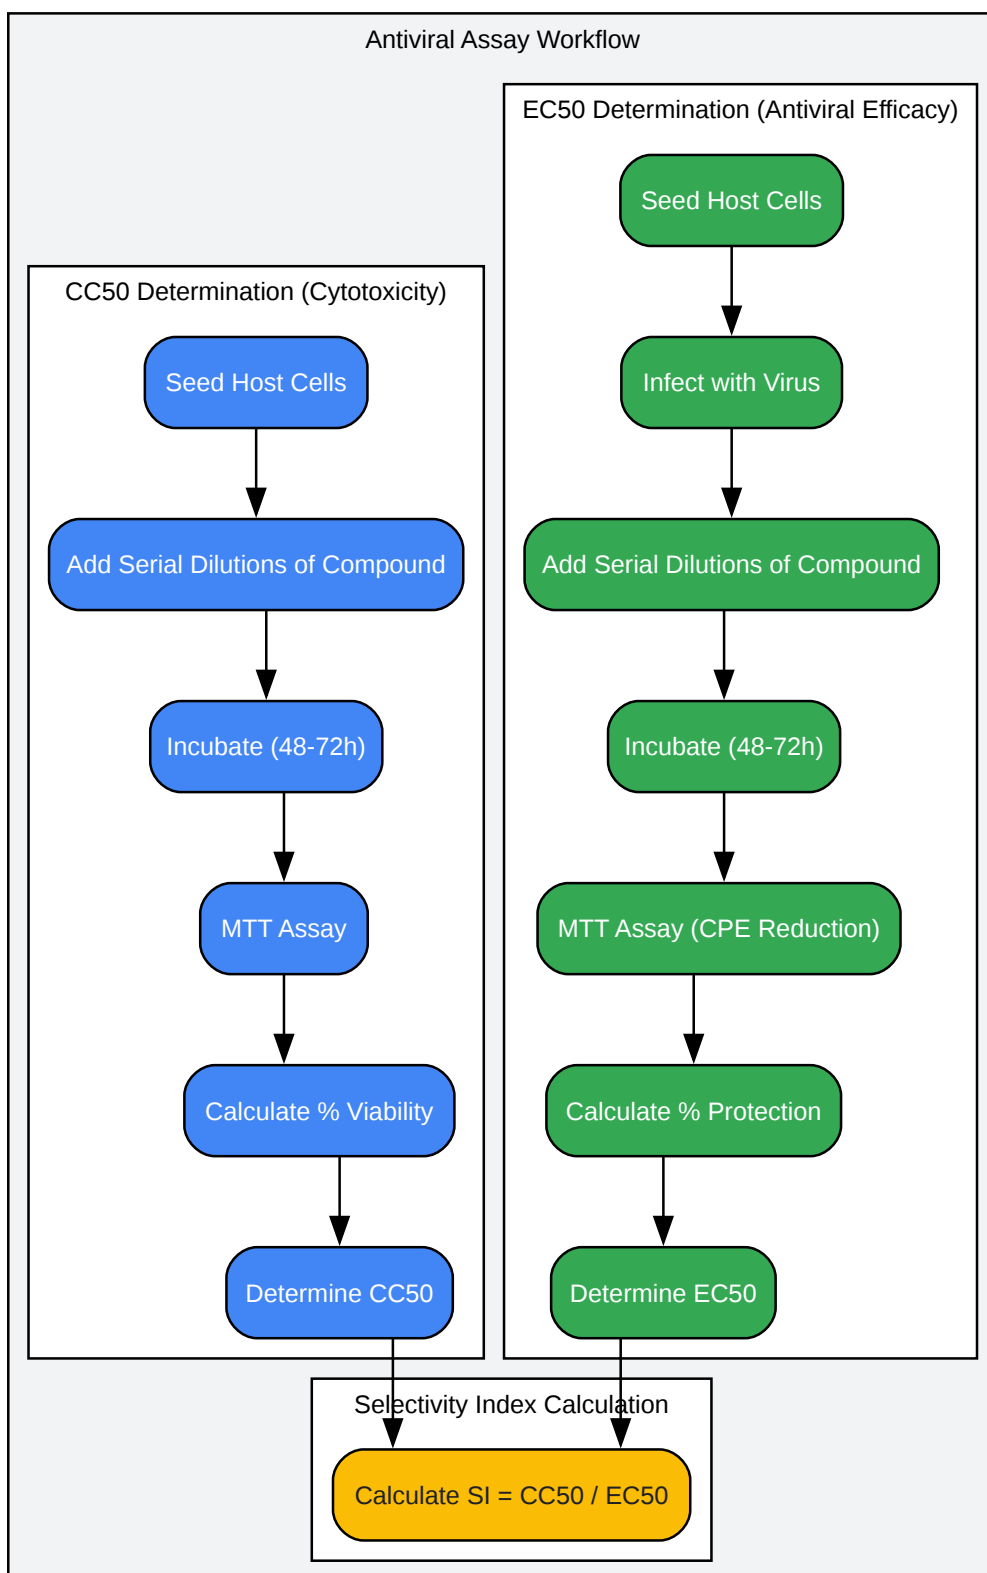 Antiviral Assay Workflow
CC50 Determination (Cytotoxicity)
Seed Host Cells
Add Serial Dilutions of Compound
Incubate (48-72h)
MTT Assay
Calculate % Viability
Determine CC50
EC50 Determination (Antiviral Efficacy)
Seed Host Cells
Infect with Virus
Add Serial Dilutions of Compound
Incubate (48-72h)
MTT Assay (CPE Reduction)
Calculate % Protection
Determine EC50
Selectivity Index Calculation
Calculate SI = CC50 / EC50